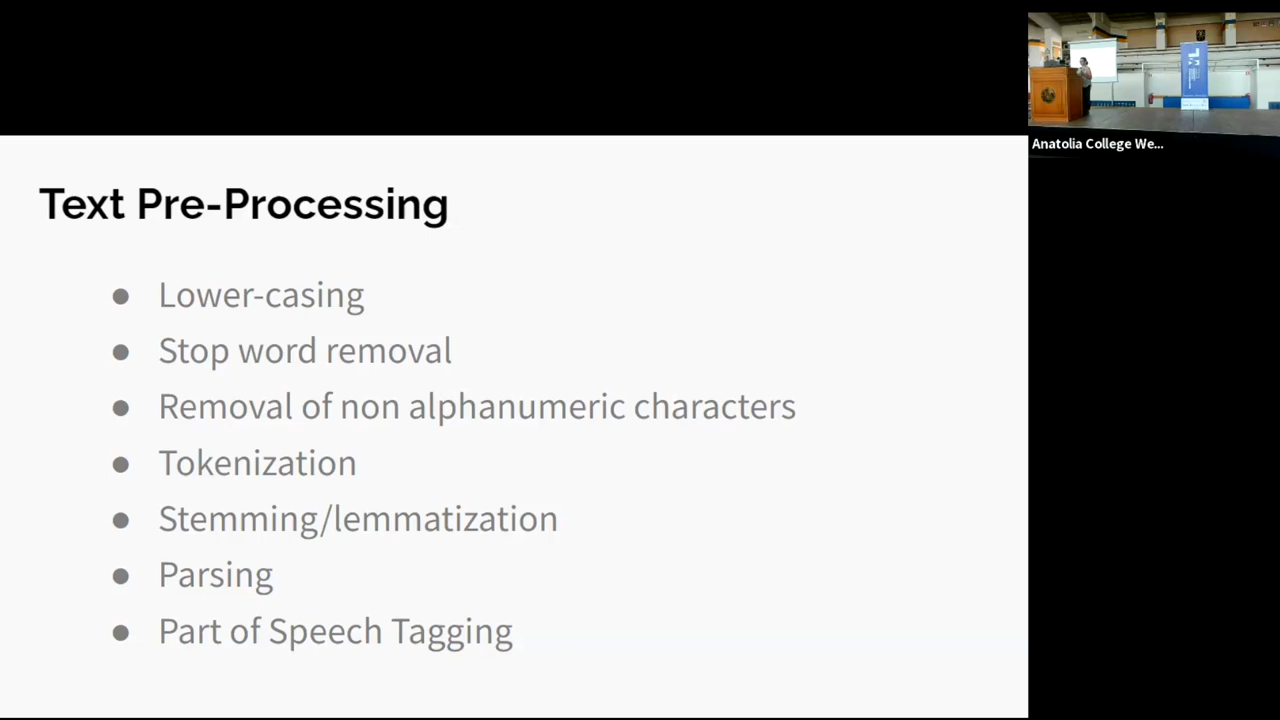 Text Pre-Processing
● Lower-casing
● Stop word removal
● Removal of non alphanumeric characters
● Tokenization
● Stemming/lemmatization
● Parsing
● Part of Speech Tagging
Anatolia College We...